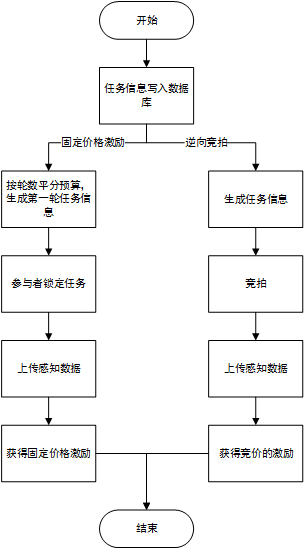 开始
任务信息写入数据
库
固定价格激励
逆向竞拍
按轮数平分预算，
生成第一轮任务信
息
生成任务信息
参与者锁定任务
竞拍
上传感知数据
上传感知数据
获得固定价格激励
获得竞价的激励
结束